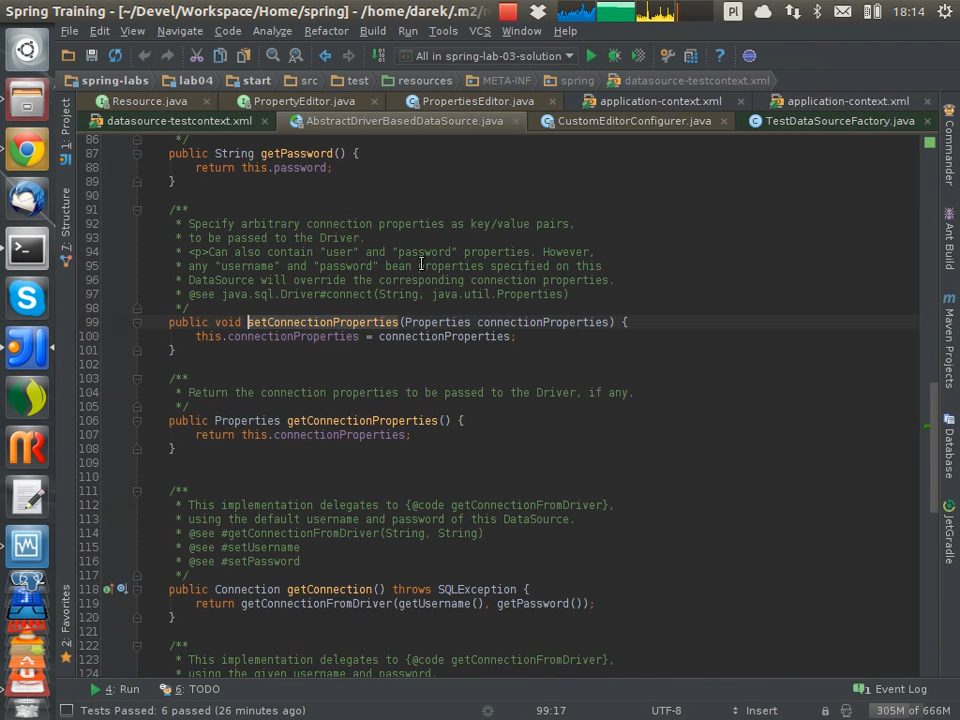 Spring Training - [~/Devel/Workspace/Home/spring] - /home/darek/.m2/
Pl
18:14
File Edit View Navigate Code Analyze Refactor Build Run Tools VCS Window Help
All in spring-lab-03-solution
spring-labs lab04 start src test resources META-INF spring datasource-testcontext.xml
Resource.java PropertyEditor.java PropertiesEditor.java application-context.xml application-context.xml
datasource-testcontext.xml AbstractDriverBasedDataSource.java CustomEditorConfigurer.java TestDataSourceFactory.java
1: Project
7: Structure
2: Favorites
Commander
Ant Build
Maven Projects
Database
JetGradle
86 */
87 public String getPassword() {
88 return this.password;
89 }
90
91 /**
92 * Specify arbitrary connection properties as key/value pairs,
93 * to be passed to the Driver.
94 * <p>Can also contain "user" and "password" properties. However,
95 * any "username" and "password" bean properties specified on this
96 * DataSource will override the corresponding connection properties.
97 * @see java.sql.Driver#connect(String, java.util.Properties)
98 */
99 public void setConnectionProperties(Properties connectionProperties) {
100 this.connectionProperties = connectionProperties;
101 }
102
103 /**
104 * Return the connection properties to be passed to the Driver, if any.
105 */
106 public Properties getConnectionProperties() {
107 return this.connectionProperties;
108 }
109
110
111 /**
112 * This implementation delegates to {@code getConnectionFromDriver},
113 * using the default username and password of this DataSource.
114 * @see #getConnectionFromDriver(String, String)
115 * @see #setUsername
116 * @see #setPassword
117 */
118 public Connection getConnection() throws SQLException {
119 return getConnectionFromDriver(getUsername(), getPassword());
120 }
121
122 /**
123 * This implementation delegates to {@code getConnectionFromDriver},
124 * using the given username and password.
4: Run 6: TODO 1 Event Log
Tests Passed: 6 passed (26 minutes ago) 99:17 UTF-8 Insert 305M of 666M